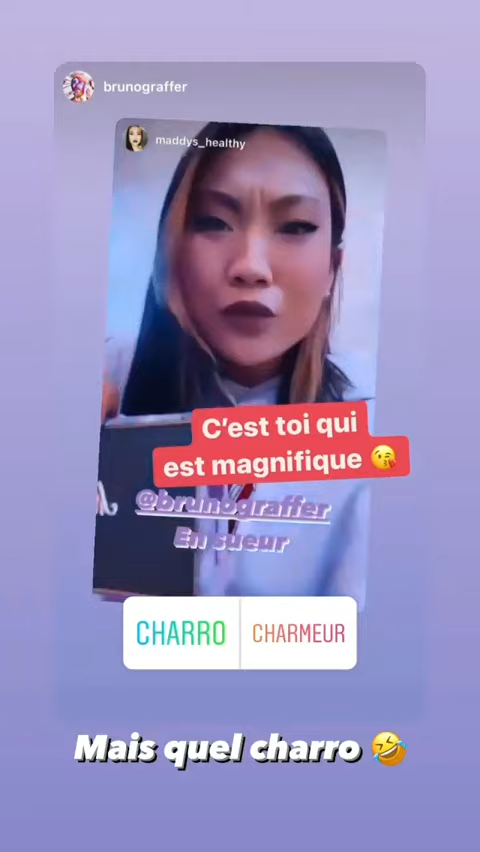 brunograffer
maddys_healthy
C'est toi qui
est magnifique 😘
@brunograffer
En sueur
CHARRO CHARMEUR
Mais quel charro 🤣